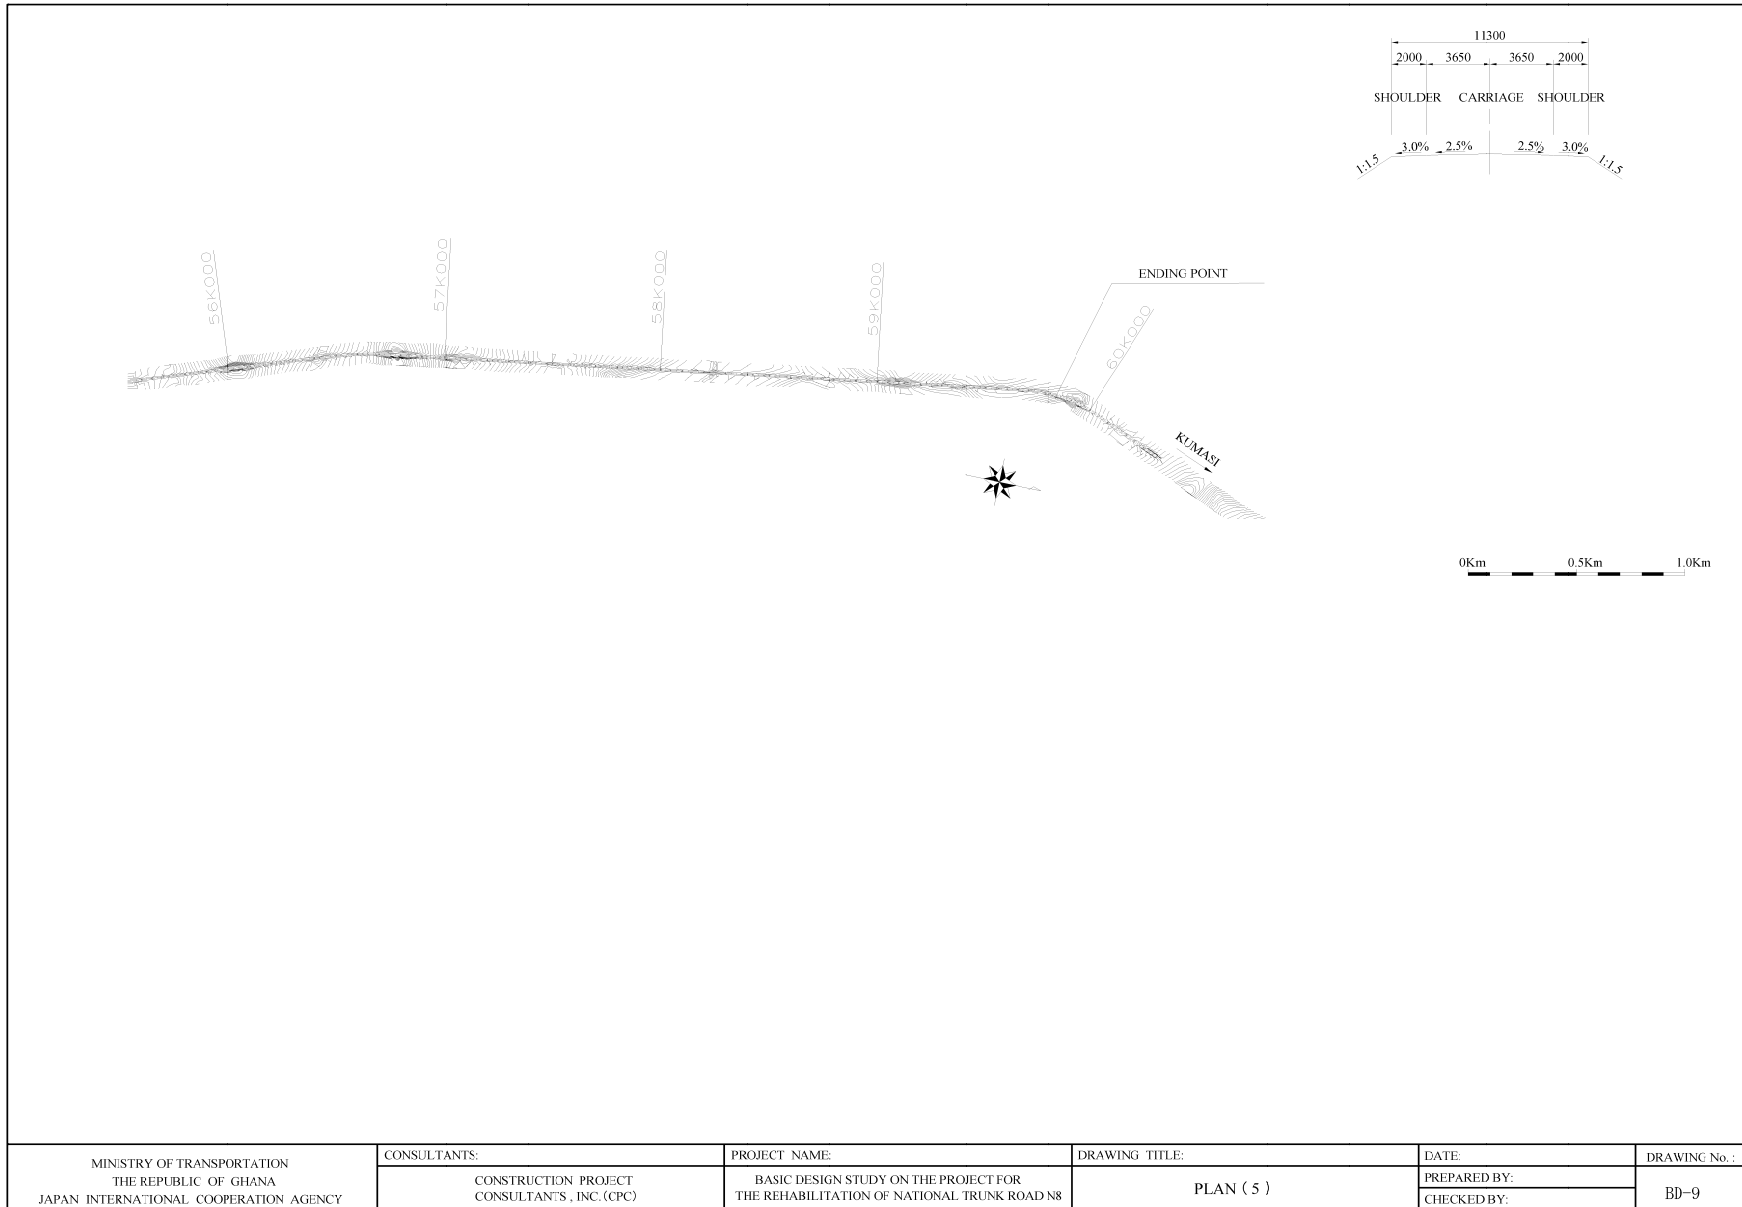 11300
2000 3650 3650 2000
SHOULDER CARRIAGE SHOULDER
3.0% 2.5% 2.5% 3.0%
1:1.5 1:1.5
56K000
57K000
58K000
59K000
ENDING POINT
60K000
KUMASI
0Km 0.5Km 1.0Km
MINISTRY OF TRANSPORTATION
THE REPUBLIC OF GHANA
JAPAN INTERNATIONAL COOPERATION AGENCY
CONSULTANTS:
CONSTRUCTION PROJECT
CONSULTANTS , INC. (CPC)
PROJECT NAME:
BASIC DESIGN STUDY ON THE PROJECT FOR
THE REHABILITATION OF NATIONAL TRUNK ROAD N8
DRAWING TITLE:
PLAN ( 5 )
DATE:
PREPARED BY:
CHECKED BY:
DRAWING No. :
BD-9